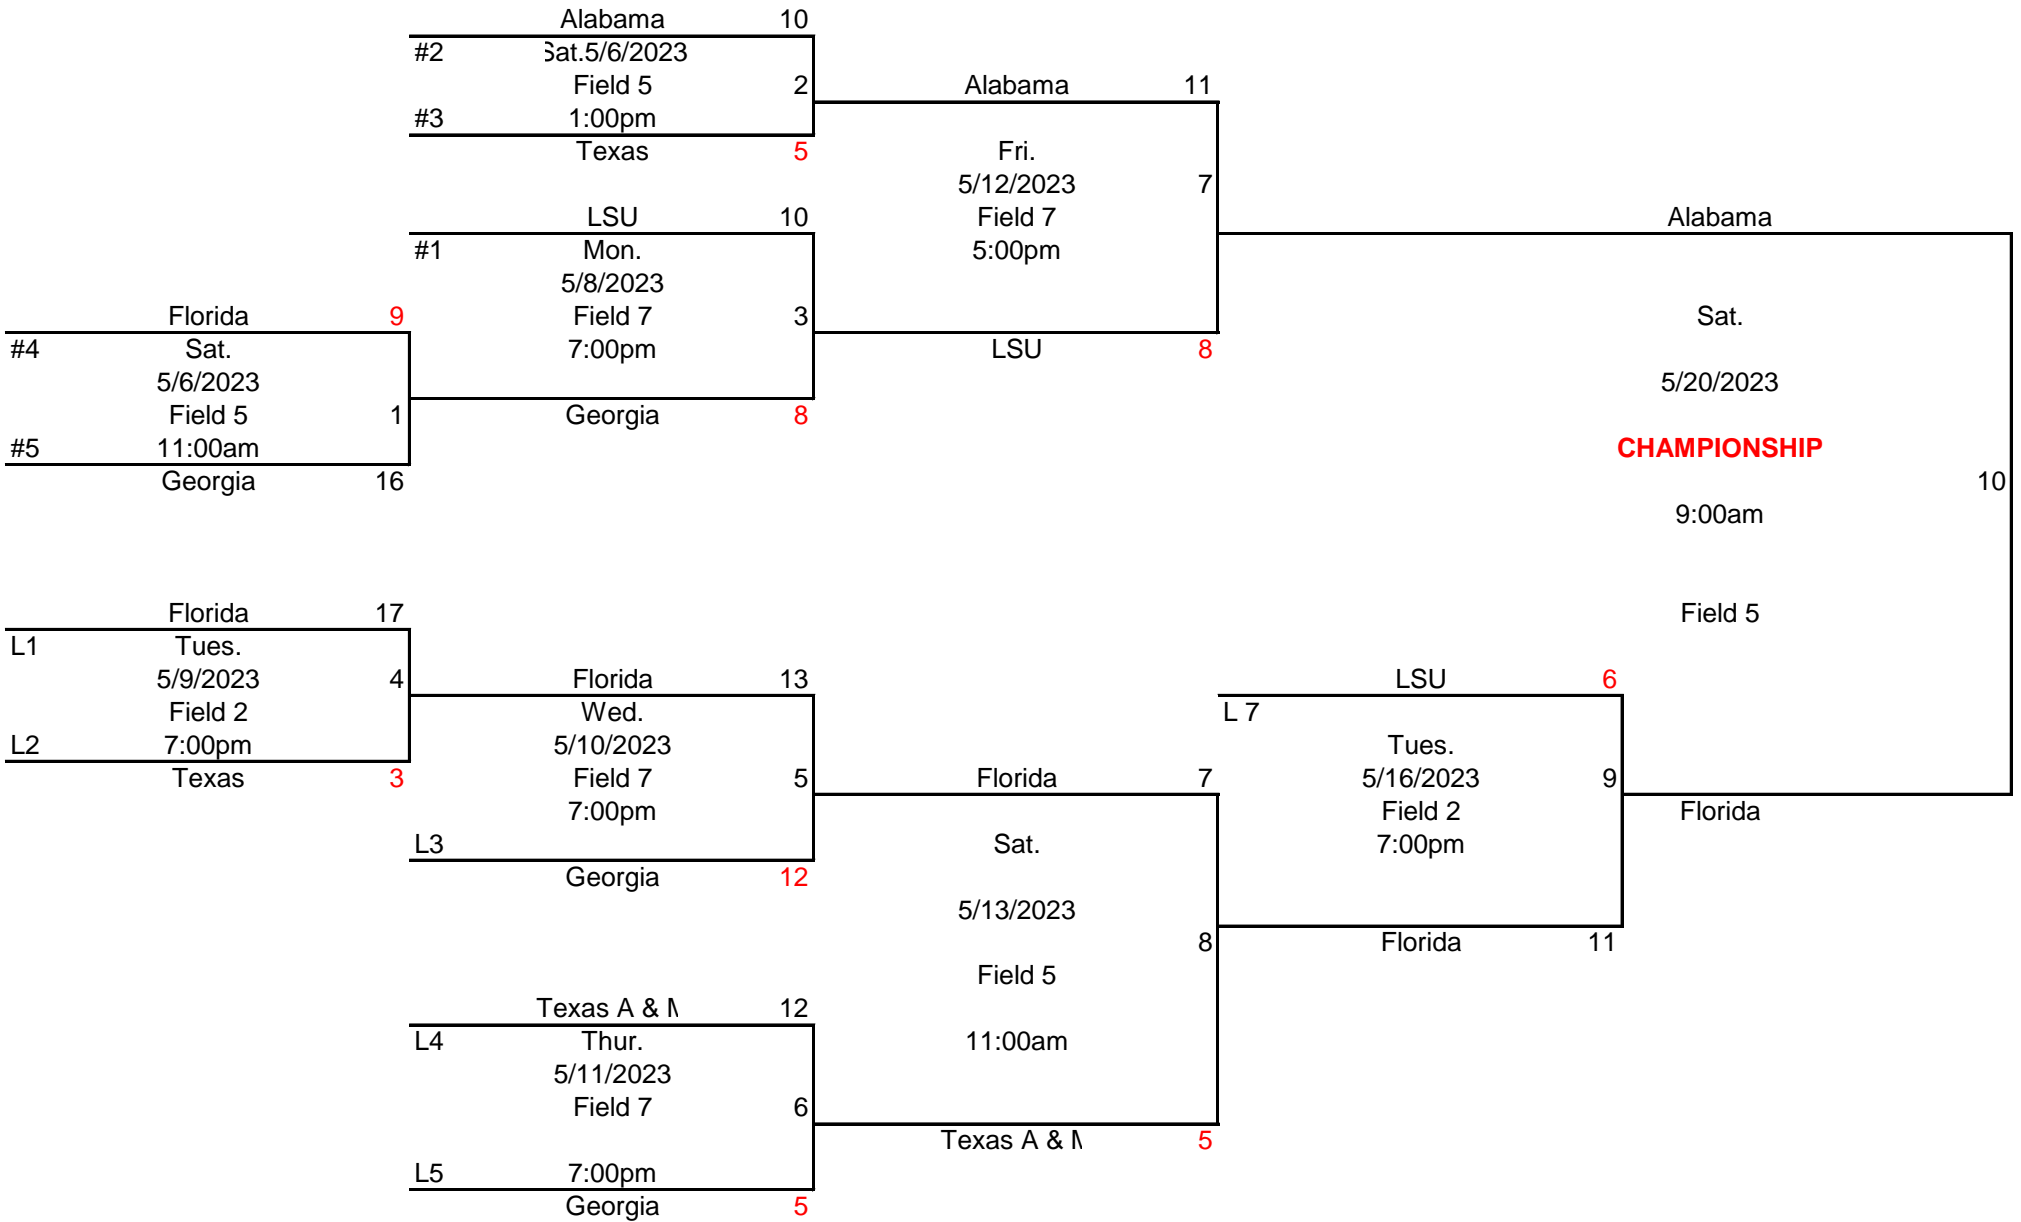 Alabama 10
#2 Sat.5/6/2023
Field 5 2 Alabama 11
#3 1:00pm
Texas 5 Fri.
5/12/2023 7
LSU 10 Field 7 Alabama
#1 Mon. 5:00pm
5/8/2023
Florida 9 Field 7 3 Sat.
#4 Sat. 7:00pm LSU 8
5/6/2023 5/20/2023
Field 5 1 Georgia 8
#5 11:00am CHAMPIONSHIP
Georgia 16 10
9:00am
Florida 17 Field 5
L1 Tues.
5/9/2023 4 Florida 13 LSU 6
Field 2 Wed. L 7
L2 7:00pm 5/10/2023 Tues.
Texas 3 Field 7 5 Florida 7 5/16/2023 9
7:00pm Field 2 Florida
L3 Sat. 7:00pm
Georgia 12
5/13/2023
8 Florida 11
Field 5
Texas A & 12
L4 Thur. 11:00am
5/11/2023
Field 7 6
Texas A & 5
L5 7:00pm
Georgia 5